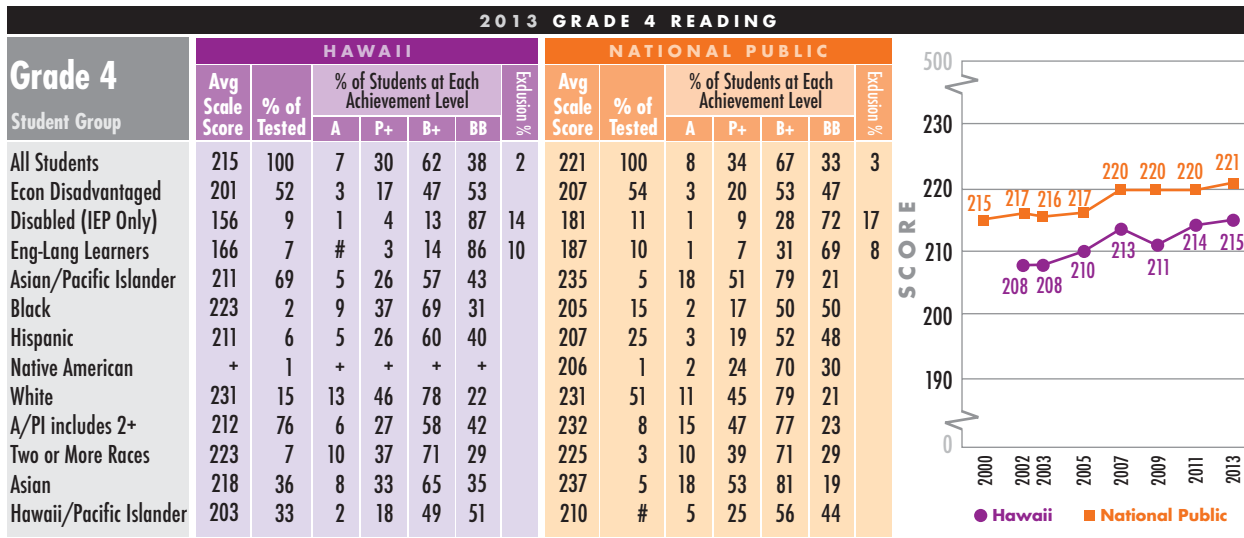 2013 GRADE 4 READING
Grade 4
Student Group
HAWAII
Avg Scale Score
% of Tested
% of Students at Each Achievement Level
A P+ B+ BB
Exclusion %
NATIONAL PUBLIC
Avg Scale Score
% of Tested
% of Students at Each Achievement Level
A P+ B+ BB
Exclusion %
All Students 215 100 7 30 62 38 2 221 100 8 34 67 33 3
Econ Disadvantaged 201 52 3 17 47 53 207 54 3 20 53 47
Disabled (IEP Only) 156 9 1 4 13 87 14 181 11 1 9 28 72 17
Eng-Lang Learners 166 7 # 3 14 86 10 187 10 1 7 31 69 8
Asian/Pacific Islander 211 69 5 26 57 43 235 5 18 51 79 21
Black 223 2 9 37 69 31 205 15 2 17 50 50
Hispanic 211 6 5 26 60 40 207 25 3 19 52 48
Native American + 1 + + + + 206 1 2 24 70 30
White 231 15 13 46 78 22 231 51 11 45 79 21
A/PI includes 2+ 212 76 6 27 58 42 232 8 15 47 77 23
Two or More Races 223 7 10 37 71 29 225 3 10 39 71 29
Asian 218 36 8 33 65 35 237 5 18 53 81 19
Hawaii/Pacific Islander 203 33 2 18 49 51 210 # 5 25 56 44
SCORE
500
230
220
210
200
190
0
215 217 216 217 220 220 220 221
208 208 210 213 211 214 215
2000 2002 2003 2005 2007 2009 2011 2013
Hawaii National Public